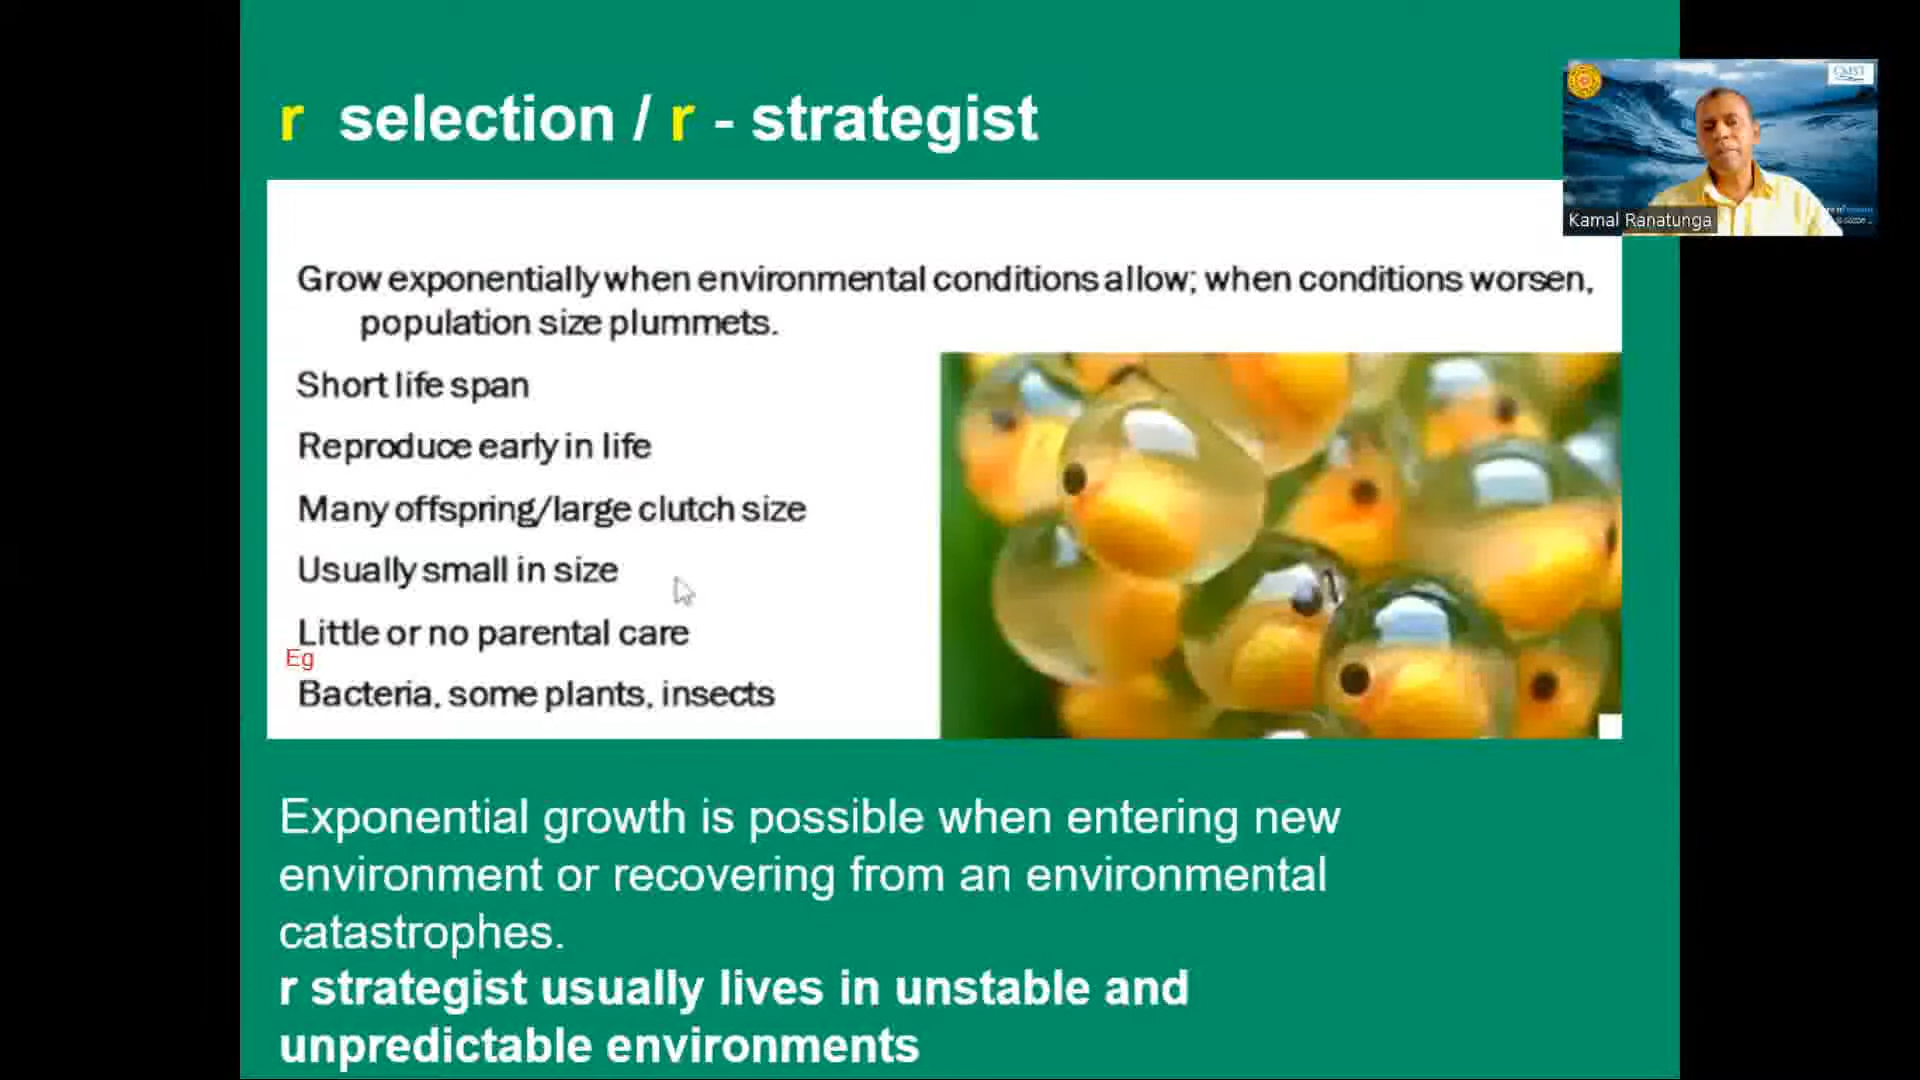 r selection / r - strategist
CMST
Kamal Ranatunga
Grow exponentially when environmental conditions allow; when conditions worsen,
population size plummets.
Short life span
Reproduce early in life
Many offspring/large clutch size
Usually small in size
Little or no parental care
Eg
Bacteria, some plants, insects
Exponential growth is possible when entering new
environment or recovering from an environmental
catastrophes.
r strategist usually lives in unstable and
unpredictable environments